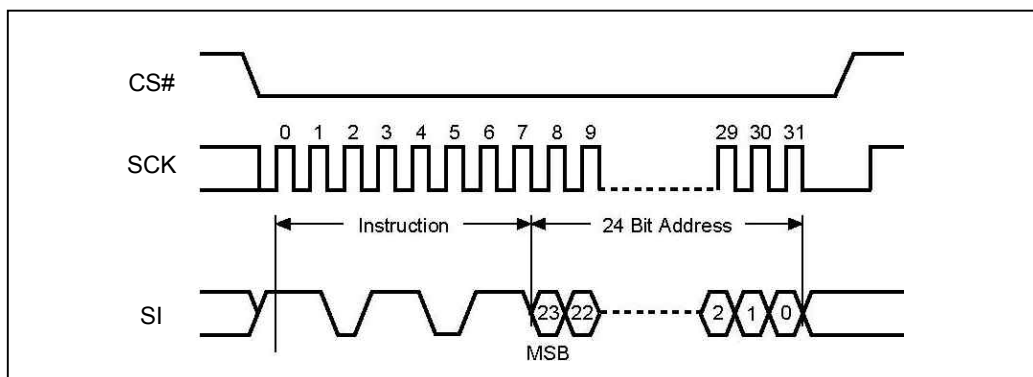 CS#
0 1 2 3 4 5 6 7 8 9 29 30 31
SCK
Instruction 24 Bit Address
SI 23 22 2 1 0
MSB